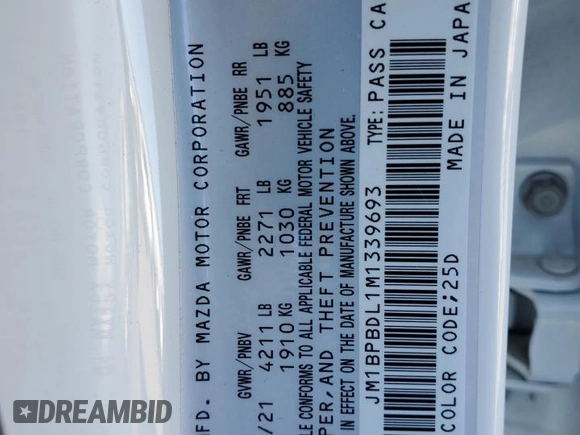 MFD. BY MAZDA MOTOR CORPORATION
GVWR/PNBV GAWR/PNBE FRT GAWR/PNBE RR
/21 4211 LB 2271 LB 1951 LB
1910 KG 1030 KG 885 KG
LE CONFORMS TO ALL APPLICABLE FEDERAL MOTOR VEHICLE SAFETY
PER, AND THEFT PREVENTION
IN EFFECT ON THE DATE OF MANUFACTURE SHOWN ABOVE.
JM1BPBDL1M1339693 TYPE: PASS CA
COLOR CODE;25D MADE IN JAPA
DREAMBID